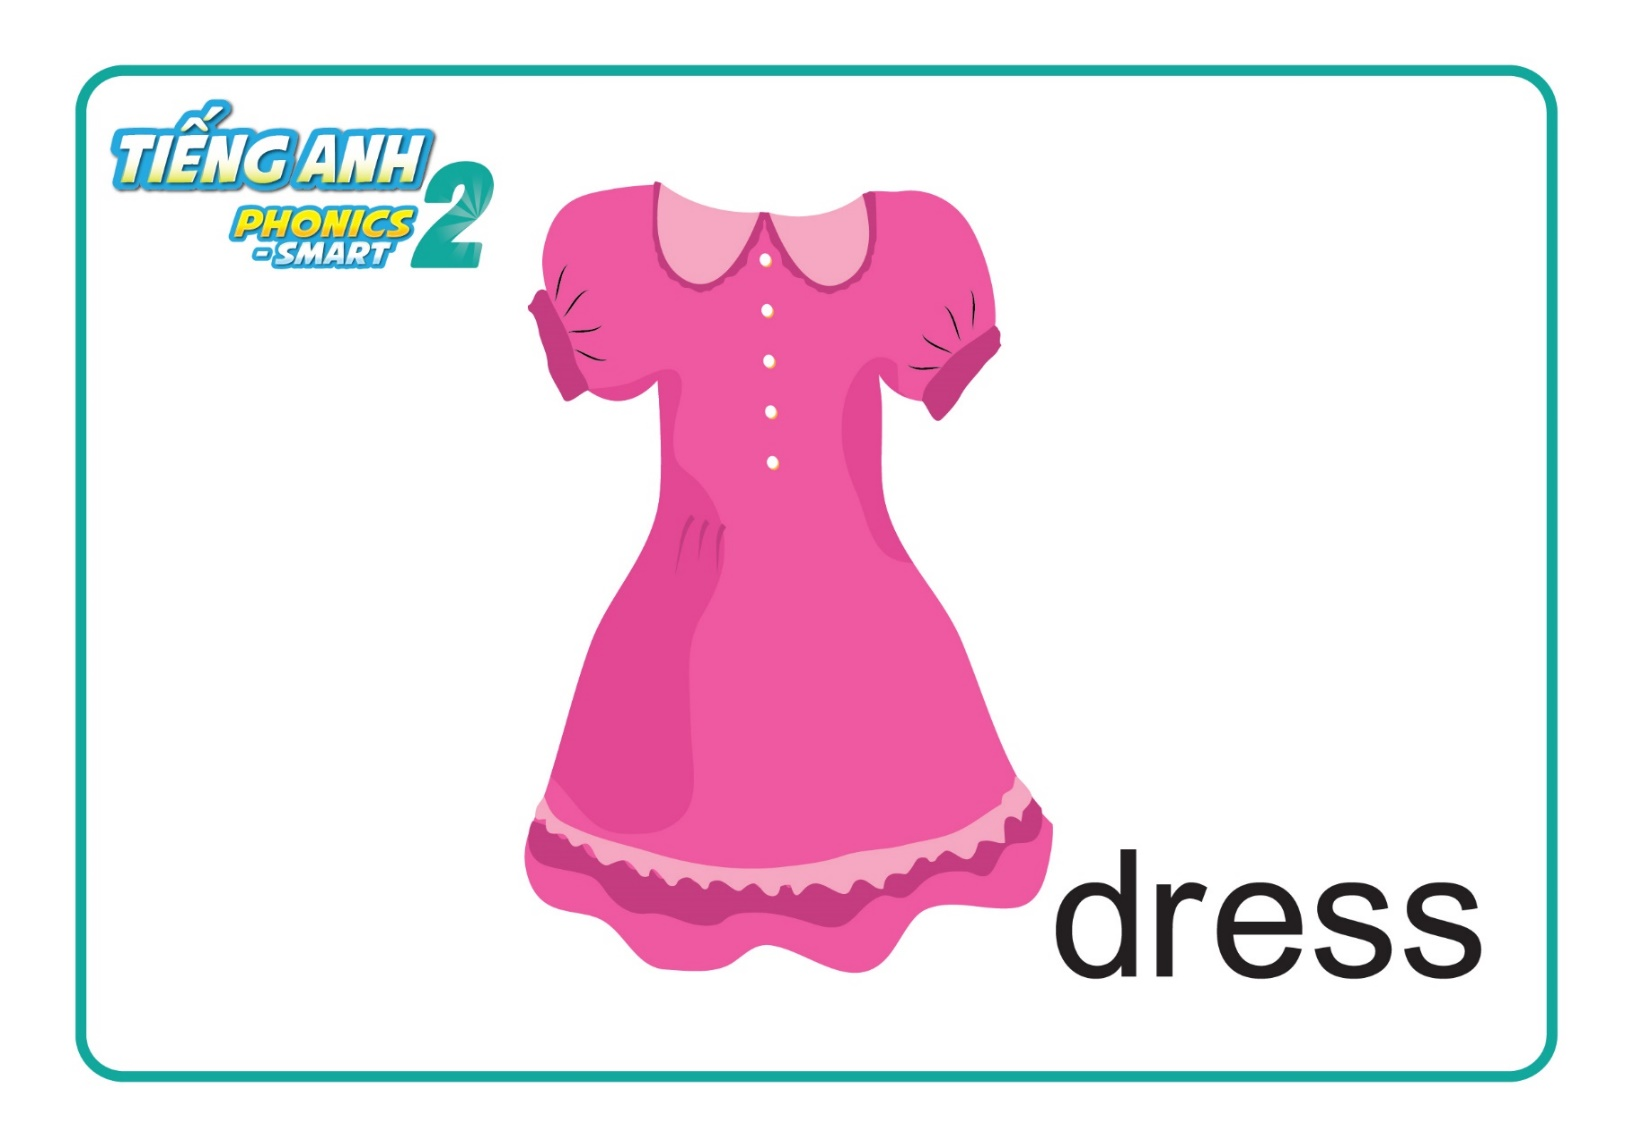 TIẾNG ANH
PHONICS 2
-SMART
dress